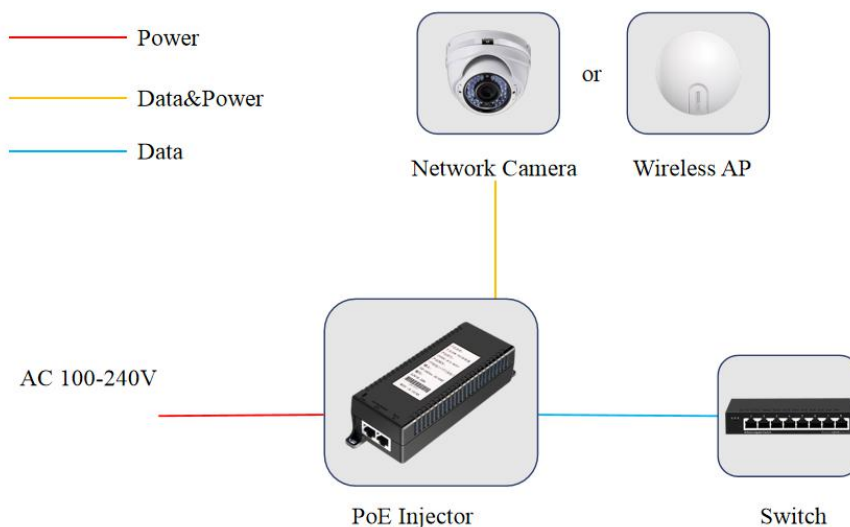 Power
Data&Power
Data
or
Network Camera
Wireless AP
AC 100-240V
PoE Injector
Switch